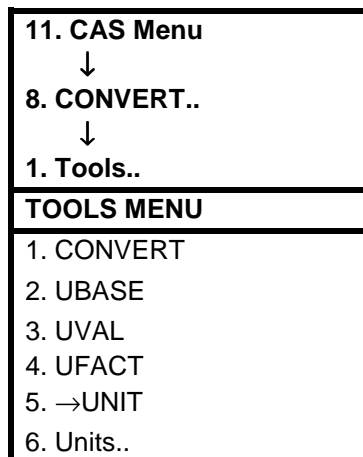 11. CAS Menu
↓
8. CONVERT..
↓
1. Tools..
TOOLS MENU
1. CONVERT
2. UBASE
3. UVAL
4. UFACT
5. →UNIT
6. Units..